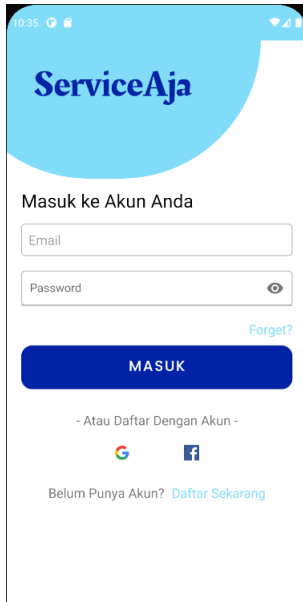 10:35
ServiceAja
Masuk ke Akun Anda
Email
Password
Forget?
MASUK
- Atau Daftar Dengan Akun -
Belum Punya Akun? Daftar Sekarang